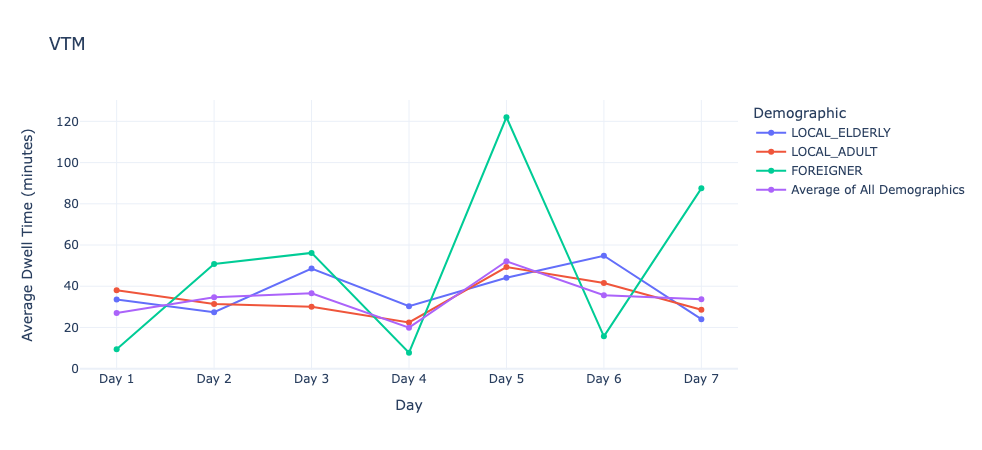 VTM
Average Dwell Time (minutes)
120
100
80
60
40
20
0
Day 1 Day 2 Day 3 Day 4 Day 5 Day 6 Day 7
Day
Demographic
LOCAL_ELDERLY
LOCAL_ADULT
FOREIGNER
Average of All Demographics